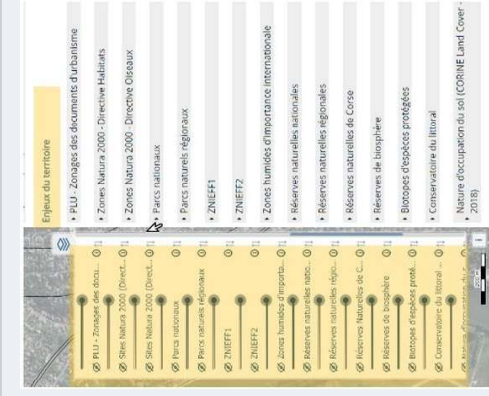 Enjeux du territoire
• PLU - Zonages des documents d'urbanisme
• Zones Natura 2000 - Directive Habitats
• Zones Natura 2000 - Directive Oiseaux
• Parcs nationaux
• Parcs naturels régionaux
• ZNIEFF1
• ZNIEFF2
• Zones humides d'importance internationale
• Réserves naturelles nationales
• Réserves naturelles régionales
• Réserves naturelles de Corse
• Réserves de biosphère
• Biotopes d'espèces protégées
• Conservatoire du littoral
Nature d'occupation du sol (CORINE Land Cover -
2018)
PLU - Zonages des docu...
Sites Natura 2000 (Direct...
Sites Natura 2000 (Direct...
Parcs nationaux
Parcs naturels régionaux
ZNIEFF1
ZNIEFF2
Zones humides d'importa...
Réserves naturelles natio...
Réserves naturelles régio...
Réserves Naturelles de C...
Réserves de biosphère
Biotopes d'espèces proté...
Conservatoire du littoral ...